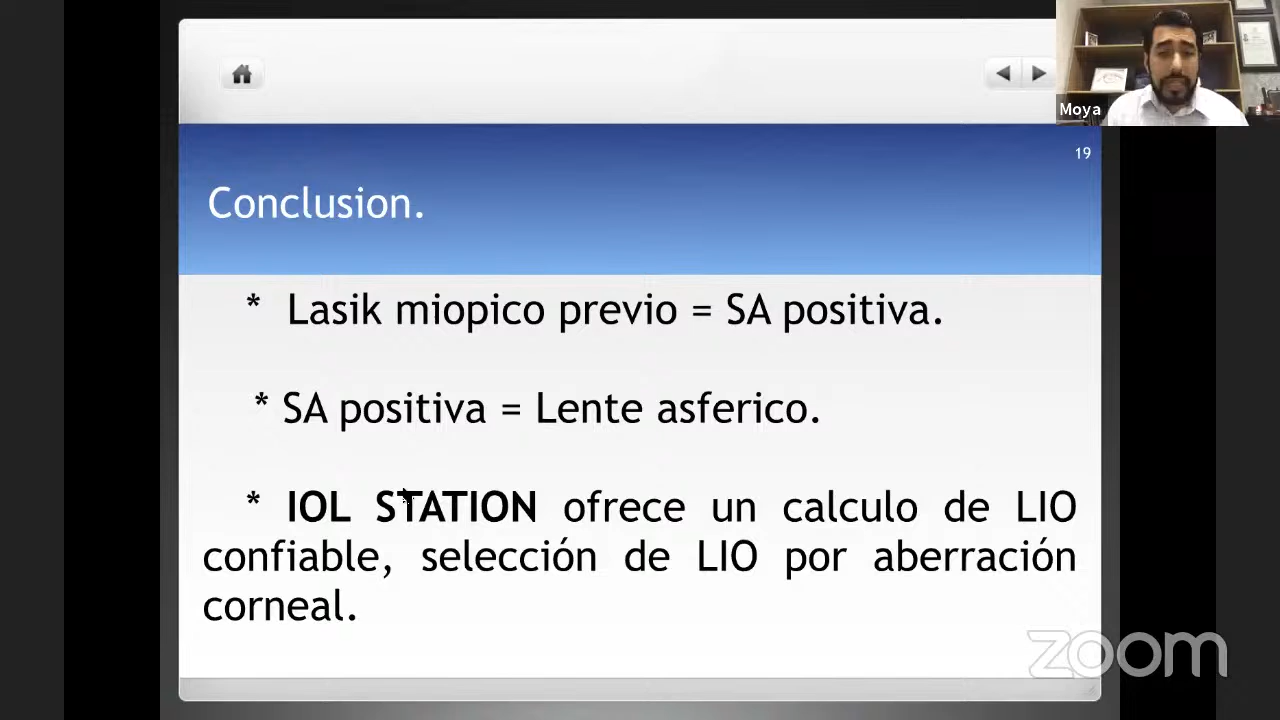 Moya
19
Conclusion.
* Lasik miopico previo = SA positiva.
* SA positiva = Lente asferico.
* IOL STATION ofrece un calculo de LIO
confiable, selección de LIO por aberración
corneal.
zoom